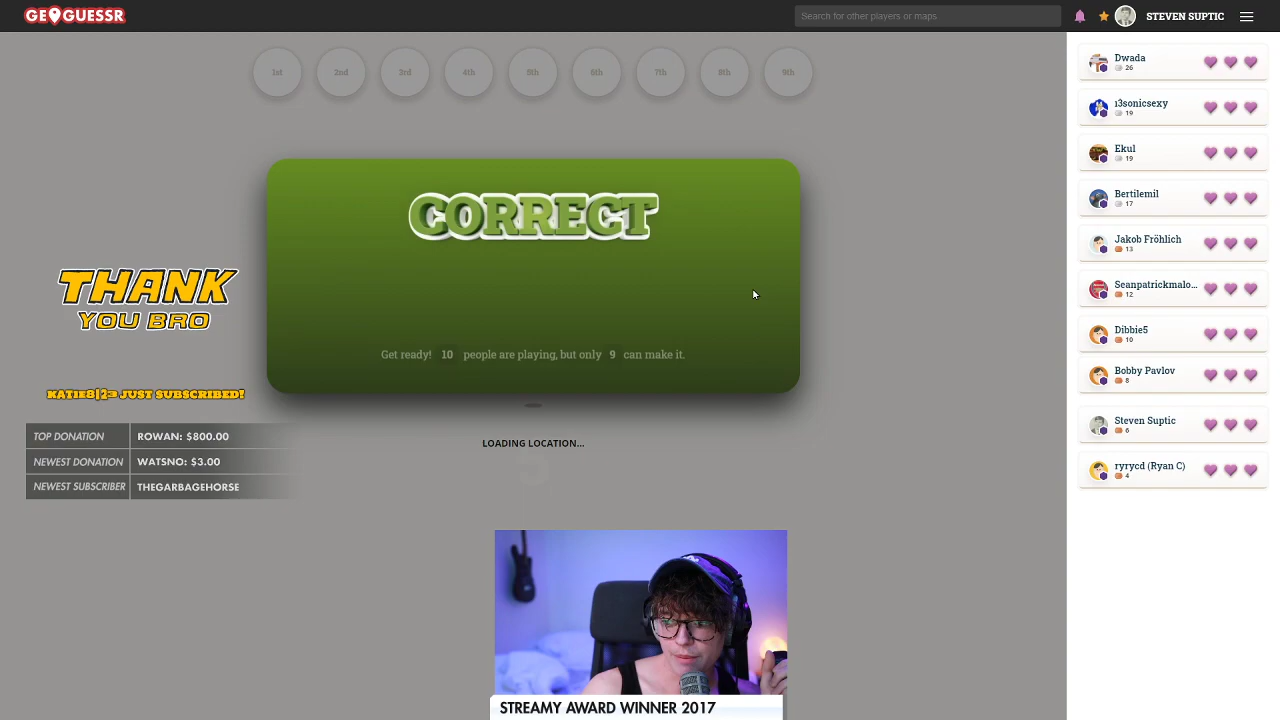 GEOGUESSR
Search for other players or maps
STEVEN SUPTIC
1st
2nd
3rd
4th
5th
6th
7th
8th
9th
CORRECT
Get ready! 10 people are playing, but only 9 can make it.
LOADING LOCATION...
5
THANK
YOU BRO
KATIE8|23 JUST SUBSCRIBED!
TOP DONATION ROWAN: $800.00
NEWEST DONATION WATSNO: $3.00
NEWEST SUBSCRIBER THEGARBAGEHORSE
STREAMY AWARD WINNER 2017
Dwada
26
ı3sonicsexy
19
Ekul
19
Bertilemil
17
Jakob Fröhlich
13
Seanpatrickmalo...
12
Dibbie5
10
Bobby Pavlov
8
Steven Suptic
6
ryrycd (Ryan C)
4